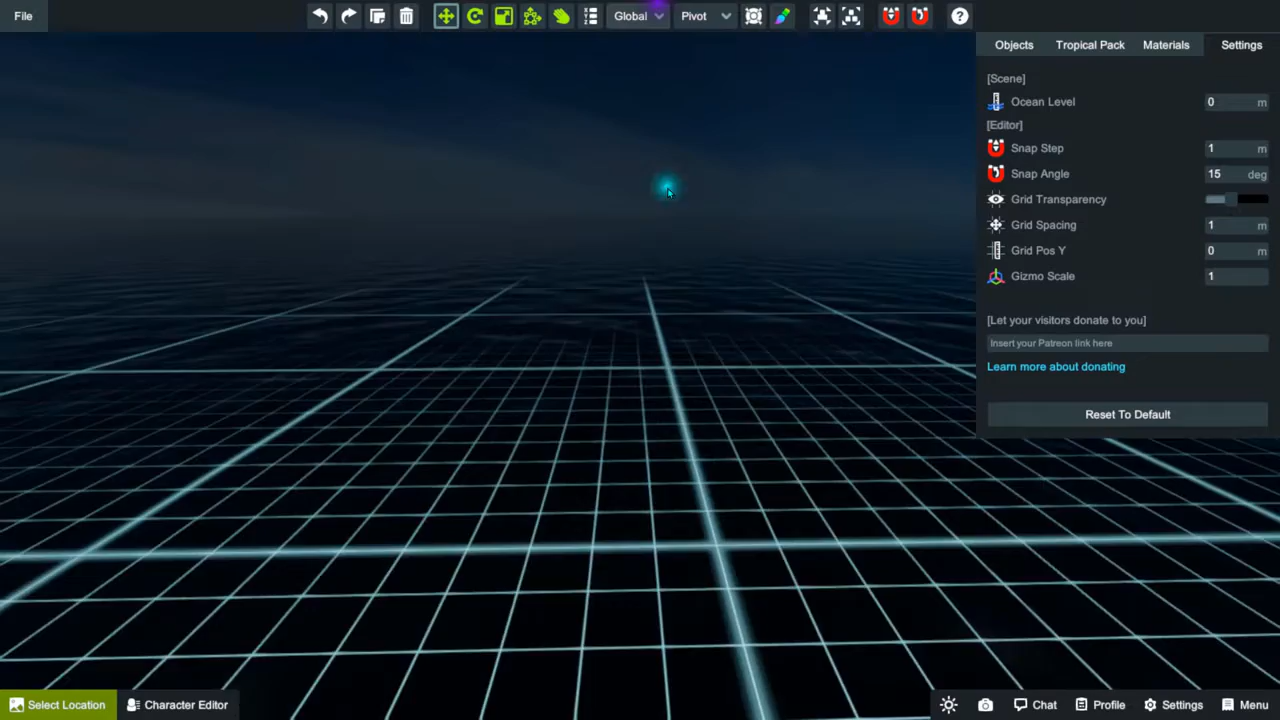 File
Global
Pivot
Objects Tropical Pack Materials Settings
[Scene]
Ocean Level 0 m
[Editor]
Snap Step 1 m
Snap Angle 15 deg
Grid Transparency
Grid Spacing 1 m
Grid Pos Y 0 m
Gizmo Scale 1
[Let your visitors donate to you]
Insert your Patreon link here
Learn more about donating
Reset To Default
Select Location Character Editor Chat Profile Settings Menu